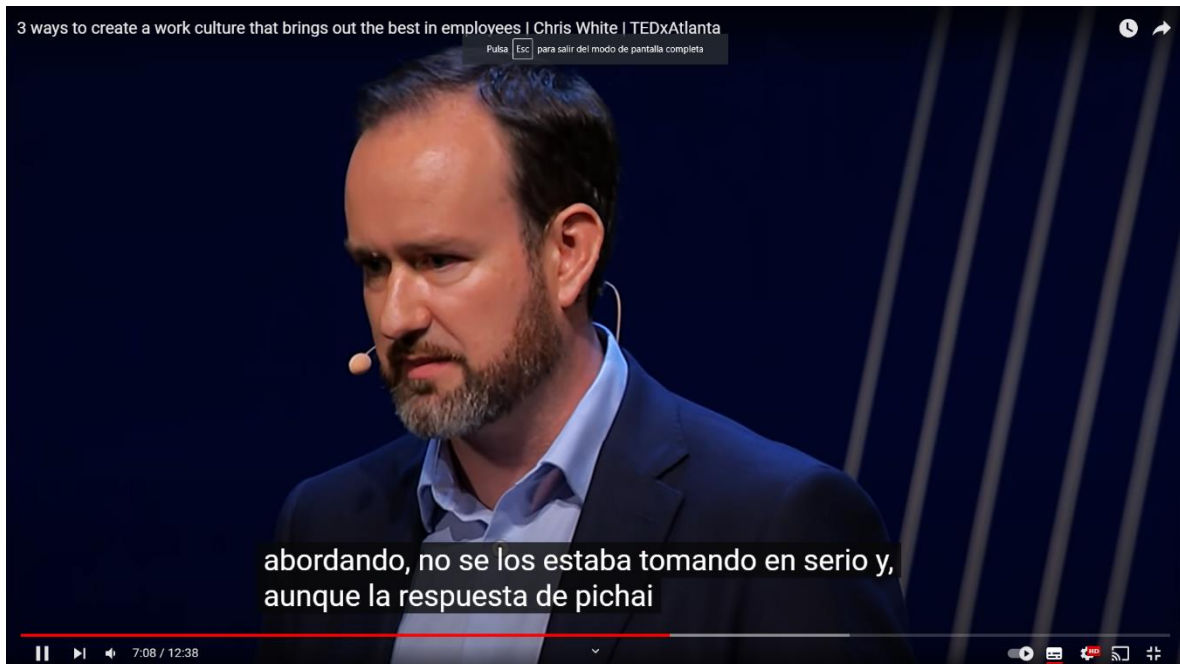 3 ways to create a work culture that brings out the best in employees | Chris White | TEDxAtlanta
Pulsa Esc para salir del modo de pantalla completa
abordando, no se los estaba tomando en serio y,
aunque la respuesta de pichai
7:08 / 12:38
HD